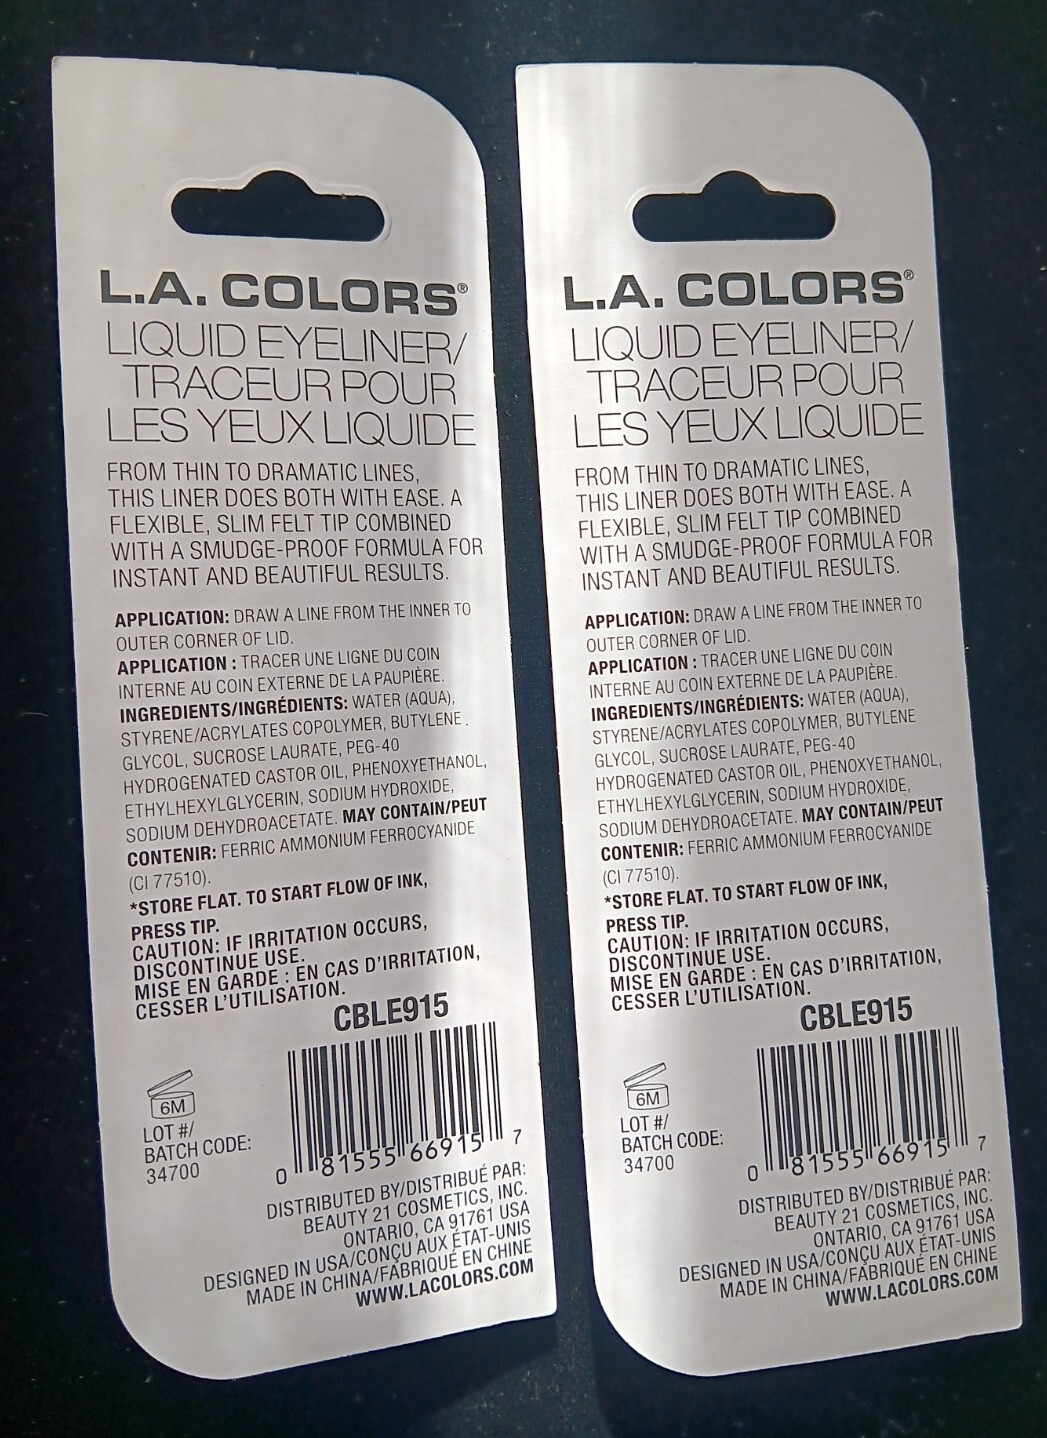 L.A. COLORS®
LIQUID EYELINER/
TRACEUR POUR
LES YEUX LIQUIDE
FROM THIN TO DRAMATIC LINES,
THIS LINER DOES BOTH WITH EASE. A
FLEXIBLE, SLIM FELT TIP COMBINED
WITH A SMUDGE-PROOF FORMULA FOR
INSTANT AND BEAUTIFUL RESULTS.
APPLICATION: DRAW A LINE FROM THE INNER TO
OUTER CORNER OF LID.
APPLICATION : TRACER UNE LIGNE DU COIN
INTERNE AU COIN EXTERNE DE LA PAUPIÈRE.
INGREDIENTS/INGRÉDIENTS: WATER (AQUA),
STYRENE/ACRYLATES COPOLYMER, BUTYLENE
GLYCOL, SUCROSE LAURATE, PEG-40
HYDROGENATED CASTOR OIL, PHENOXYETHANOL,
ETHYLHEXYLGLYCERIN, SODIUM HYDROXIDE,
SODIUM DEHYDROACETATE. MAY CONTAIN/PEUT
CONTENIR: FERRIC AMMONIUM FERROCYANIDE
(CI 77510).
*STORE FLAT. TO START FLOW OF INK,
PRESS TIP.
CAUTION: IF IRRITATION OCCURS,
DISCONTINUE USE.
MISE EN GARDE : EN CAS D'IRRITATION,
CESSER L'UTILISATION.
CBLE915
6M
LOT #/
BATCH CODE:
34700
0 81555 66915 7
DISTRIBUTED BY/DISTRIBUÉ PAR:
BEAUTY 21 COSMETICS, INC.
ONTARIO, CA 91761 USA
DESIGNED IN USA/CONÇU AUX ÉTAT-UNIS
MADE IN CHINA/FABRIQUÉ EN CHINE
WWW.LACOLORS.COM
L.A. COLORS®
LIQUID EYELINER/
TRACEUR POUR
LES YEUX LIQUIDE
FROM THIN TO DRAMATIC LINES,
THIS LINER DOES BOTH WITH EASE. A
FLEXIBLE, SLIM FELT TIP COMBINED
WITH A SMUDGE-PROOF FORMULA FOR
INSTANT AND BEAUTIFUL RESULTS.
APPLICATION: DRAW A LINE FROM THE INNER TO
OUTER CORNER OF LID.
APPLICATION : TRACER UNE LIGNE DU COIN
INTERNE AU COIN EXTERNE DE LA PAUPIÈRE.
INGREDIENTS/INGRÉDIENTS: WATER (AQUA),
STYRENE/ACRYLATES COPOLYMER, BUTYLENE
GLYCOL, SUCROSE LAURATE, PEG-40
HYDROGENATED CASTOR OIL, PHENOXYETHANOL,
ETHYLHEXYLGLYCERIN, SODIUM HYDROXIDE,
SODIUM DEHYDROACETATE. MAY CONTAIN/PEUT
CONTENIR: FERRIC AMMONIUM FERROCYANIDE
(CI 77510).
*STORE FLAT. TO START FLOW OF INK,
PRESS TIP.
CAUTION: IF IRRITATION OCCURS,
DISCONTINUE USE.
MISE EN GARDE : EN CAS D'IRRITATION,
CESSER L'UTILISATION.
CBLE915
6M
LOT #/
BATCH CODE:
34700
0 81555 66915 7
DISTRIBUTED BY/DISTRIBUÉ PAR:
BEAUTY 21 COSMETICS, INC.
ONTARIO, CA 91761 USA
DESIGNED IN USA/CONÇU AUX ÉTAT-UNIS
MADE IN CHINA/FABRIQUÉ EN CHINE
WWW.LACOLORS.COM